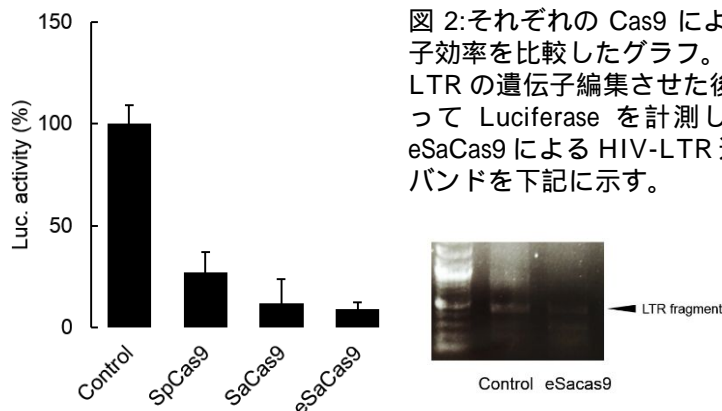 150
100
50
0
Luc. activity (%)
Control
SpCas9
SaCas9
eSaCas9
図 2:それぞれの Cas9 によ
子効率を比較したグラフ。
LTR の遺伝子編集させた後
って Luciferase を計測し
eSaCas9 による HIV-LTR
バンドを下記に示す。
LTR fragment
Control eSacas9